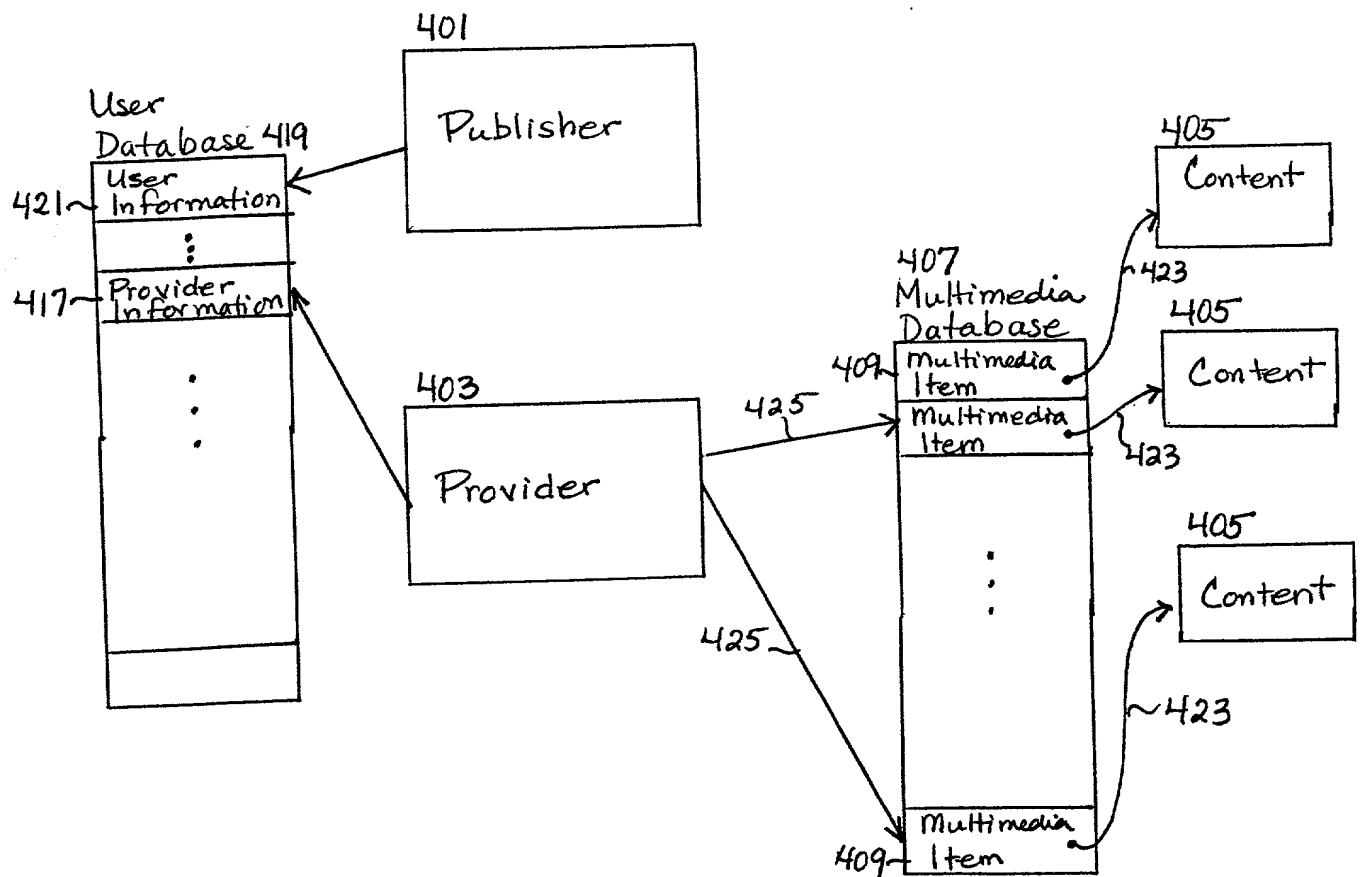 401
Publisher
User
Database 419
User
Information
421
Provider
Information
417
403
Provider
425
425
407
Multimedia
Database
409
Multimedia
Item
Multimedia
Item
Multimedia
Item
409
405
Content
423
405
Content
423
405
Content
423